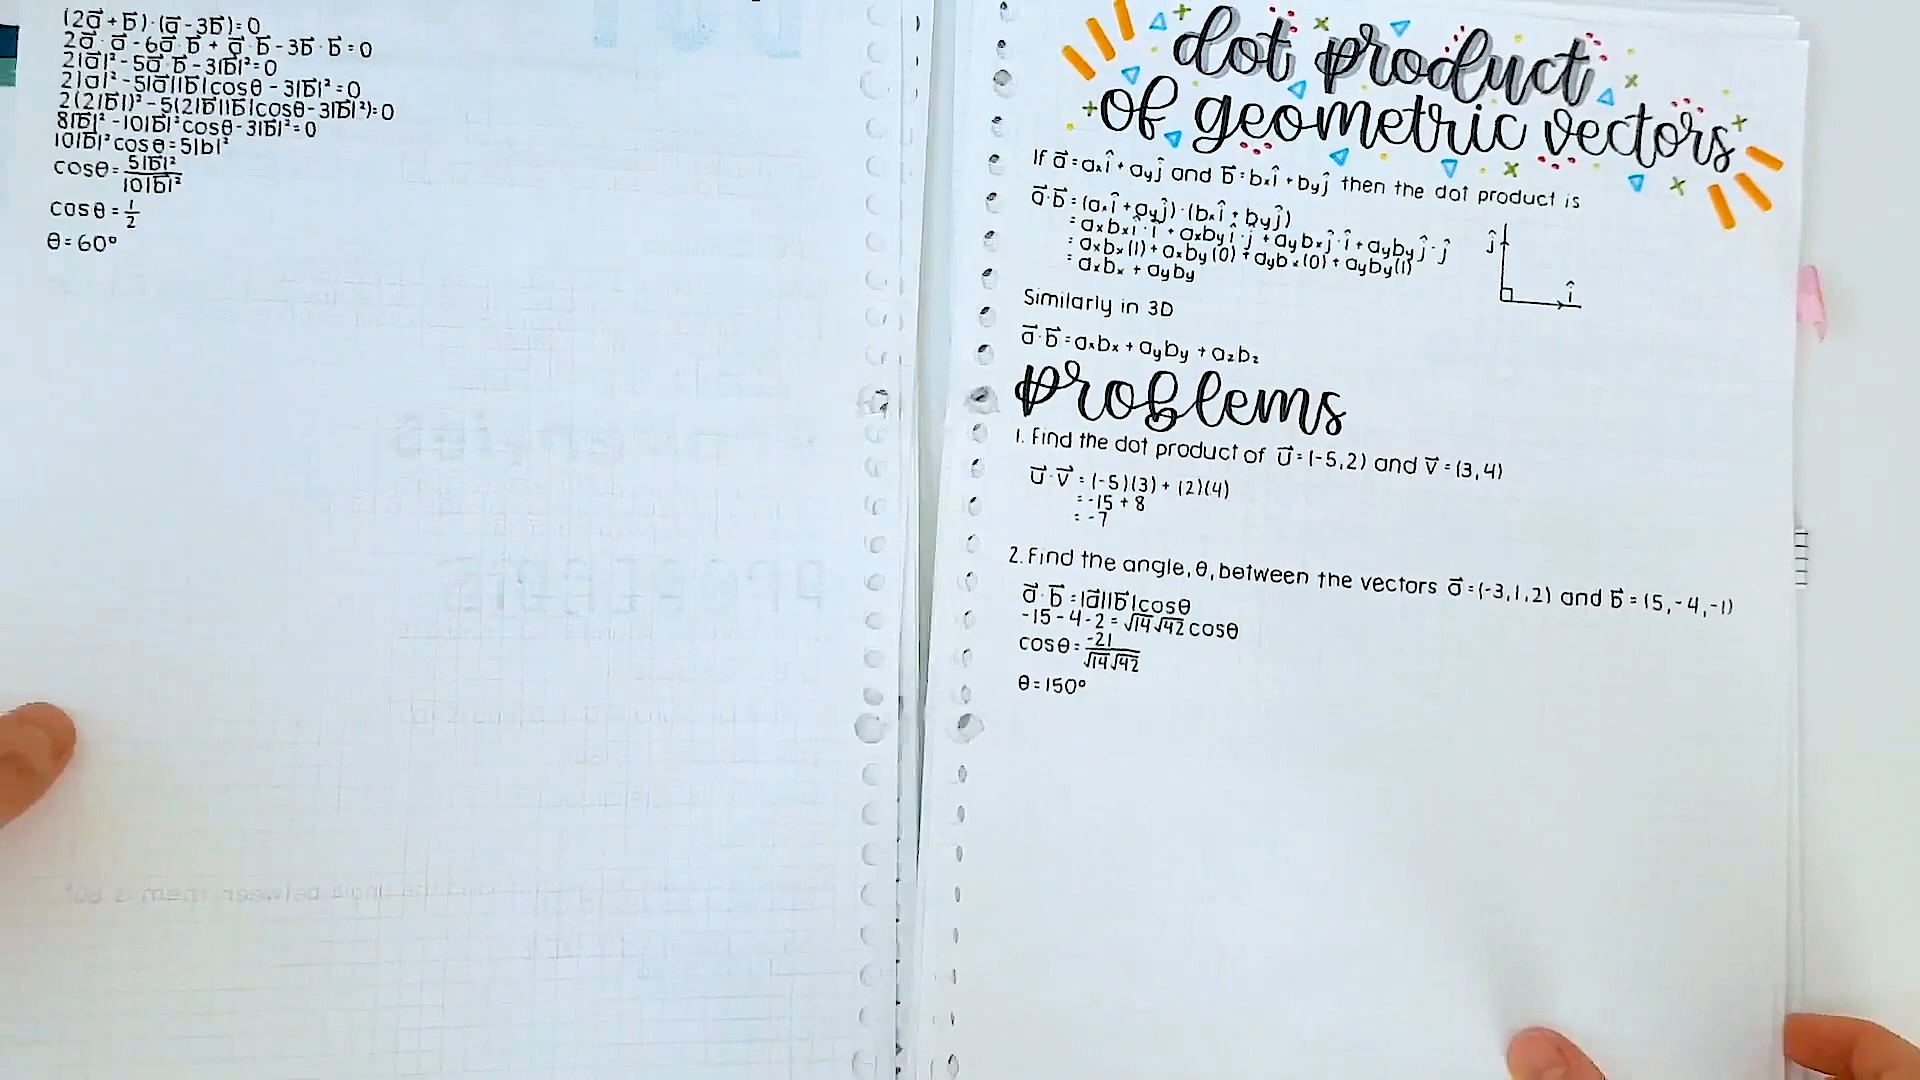 (2a⃗ + b⃗) · (a⃗ - 3b⃗) = 0
2a⃗ · a⃗ - 6a⃗ · b⃗ + a⃗ · b⃗ - 3b⃗ · b⃗ = 0
2|a⃗|² - 5a⃗ · b⃗ - 3|b⃗|² = 0
2|a⃗|² - 5|a⃗||b⃗|cosθ - 3|b⃗|² = 0
2(2|b⃗|)² - 5(2|b⃗||b⃗|cosθ - 3|b⃗|²) = 0
8|b⃗|² - 10|b⃗|²cosθ - 3|b⃗|² = 0
10|b⃗|²cosθ = 5|b|²
cosθ = 5|b⃗|²/10|b⃗|²
cosθ = 1/2
θ = 60°
dot product
of geometric vectors
If a⃗ = aₓî + aᵧĵ and b⃗ = bₓî + bᵧĵ then the dot product is
a⃗ · b⃗ = (aₓî + aᵧĵ) · (bₓî + bᵧĵ)
= aₓbₓî · î + aₓbᵧî · ĵ + aᵧbₓĵ · î + aᵧbᵧĵ · ĵ
= aₓbₓ(1) + aₓbᵧ(0) + aᵧbₓ(0) + aᵧbᵧ(1)
= aₓbₓ + aᵧbᵧ
ĵ
î
Similarly in 3D
a⃗ · b⃗ = aₓbₓ + aᵧbᵧ + a_zb_z
problems
1. Find the dot product of u⃗ = (-5,2) and v⃗ = (3,4)
u⃗ · v⃗ = (-5)(3) + (2)(4)
= -15 + 8
= -7
2. Find the angle, θ, between the vectors a⃗ = (-3,1,2) and b⃗ = (5,-4,-1)
a⃗ · b⃗ = |a⃗||b⃗|cosθ
-15 - 4 - 2 = √14√42 cosθ
cosθ = -21/√14√42
θ = 150°